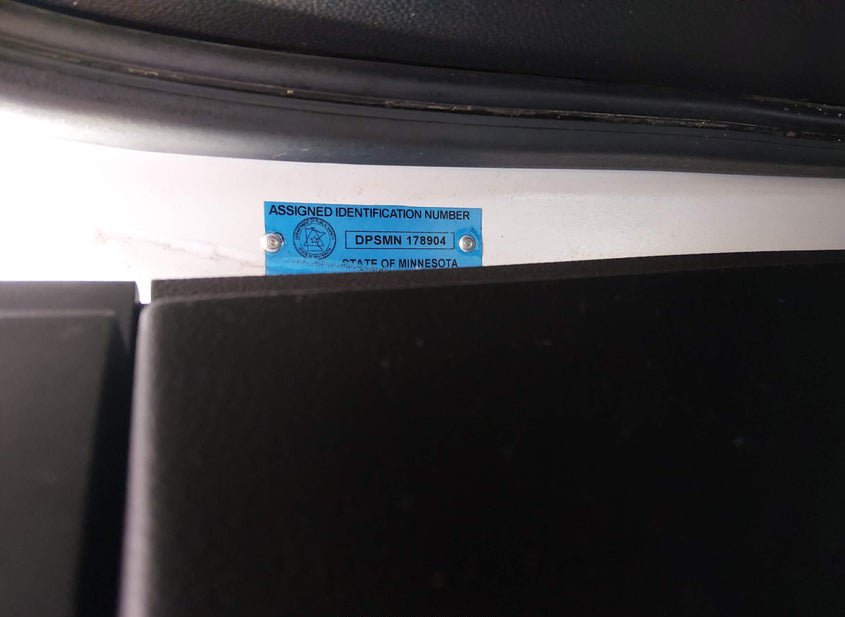 ASSIGNED IDENTIFICATION NUMBER
DPSMN 178904
STATE OF MINNESOTA